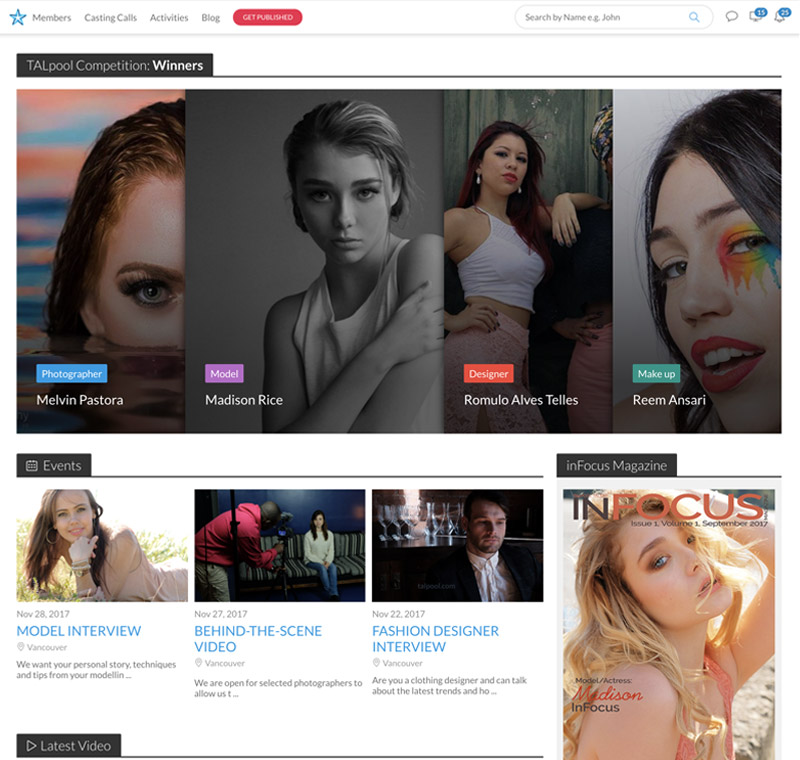 Members Casting Calls Activities Blog GET PUBLISHED Search by Name e.g. John 15 25
TALpool Competition: Winners
Photographer Model Designer Make up
Melvin Pastora Madison Rice Romulo Alves Telles Reem Ansari
Events
inFocus Magazine
talpool.com
Nov 28, 2017
MODEL INTERVIEW
Vancouver
We want your personal story, techniques
and tips from your modellin ...
Nov 27, 2017
BEHIND-THE-SCENE
VIDEO
Vancouver
We are open for selected photographers to
allow us t ...
Nov 22, 2017
FASHION DESIGNER
INTERVIEW
Vancouver
Are you a clothing designer and can talk
about the latest trends and ho ...
INFOCUS
Issue 1, Volume 1, September 2017
Model/Actress:
Madison
InFocus
Latest Video